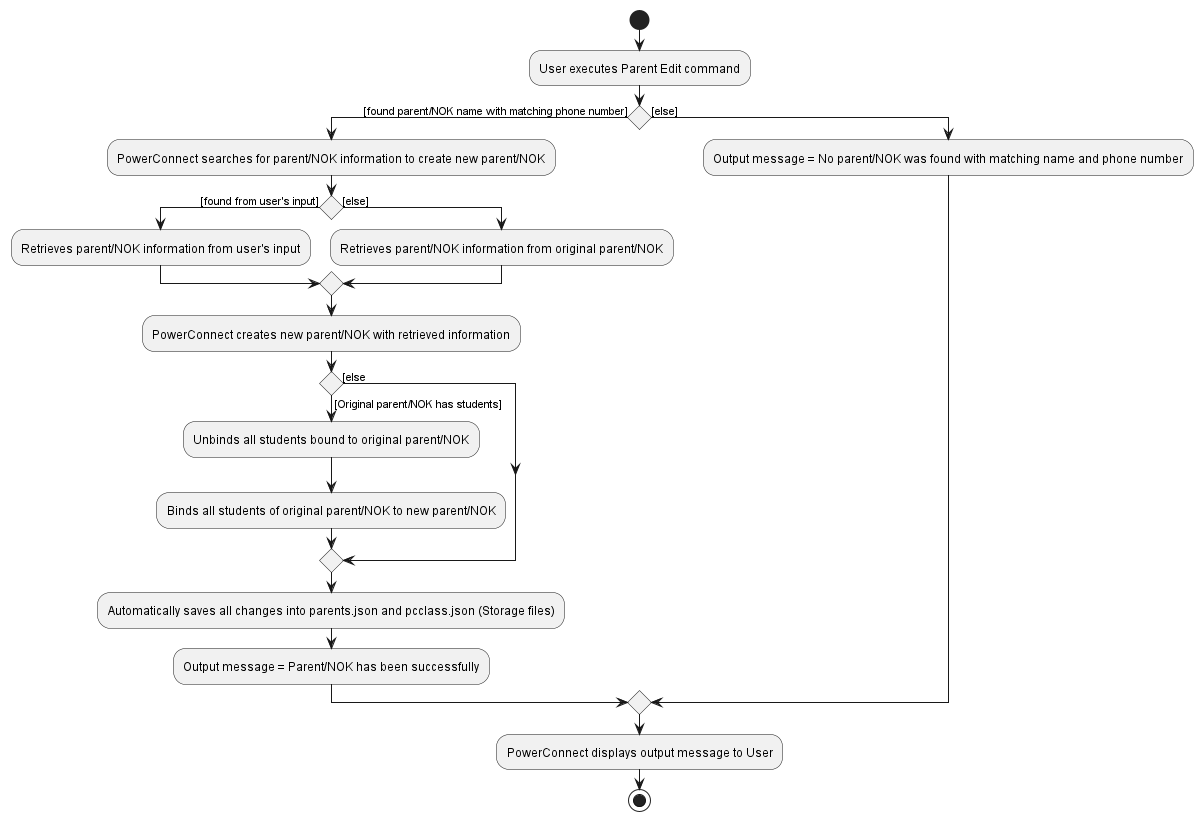 User executes Parent Edit command
[found parent/NOK name with matching phone number]
[else]
PowerConnect searches for parent/NOK information to create new parent/NOK
Output message = No parent/NOK was found with matching name and phone number
[found from user's input]
[else]
Retrieves parent/NOK information from user's input
Retrieves parent/NOK information from original parent/NOK
PowerConnect creates new parent/NOK with retrieved information
[else
[Original parent/NOK has students]
Unbinds all students bound to original parent/NOK
Binds all students of original parent/NOK to new parent/NOK
Automatically saves all changes into parents.json and pcclass.json (Storage files)
Output message = Parent/NOK has been successfully
PowerConnect displays output message to User